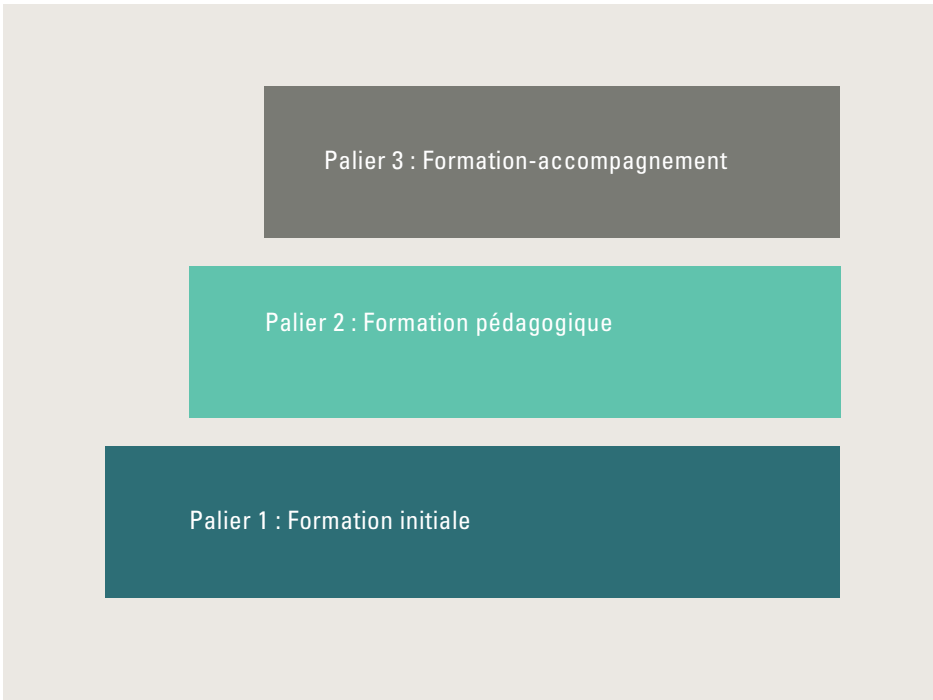 Palier 3 : Formation-accompagnement
Palier 2 : Formation pédagogique
Palier 1 : Formation initiale